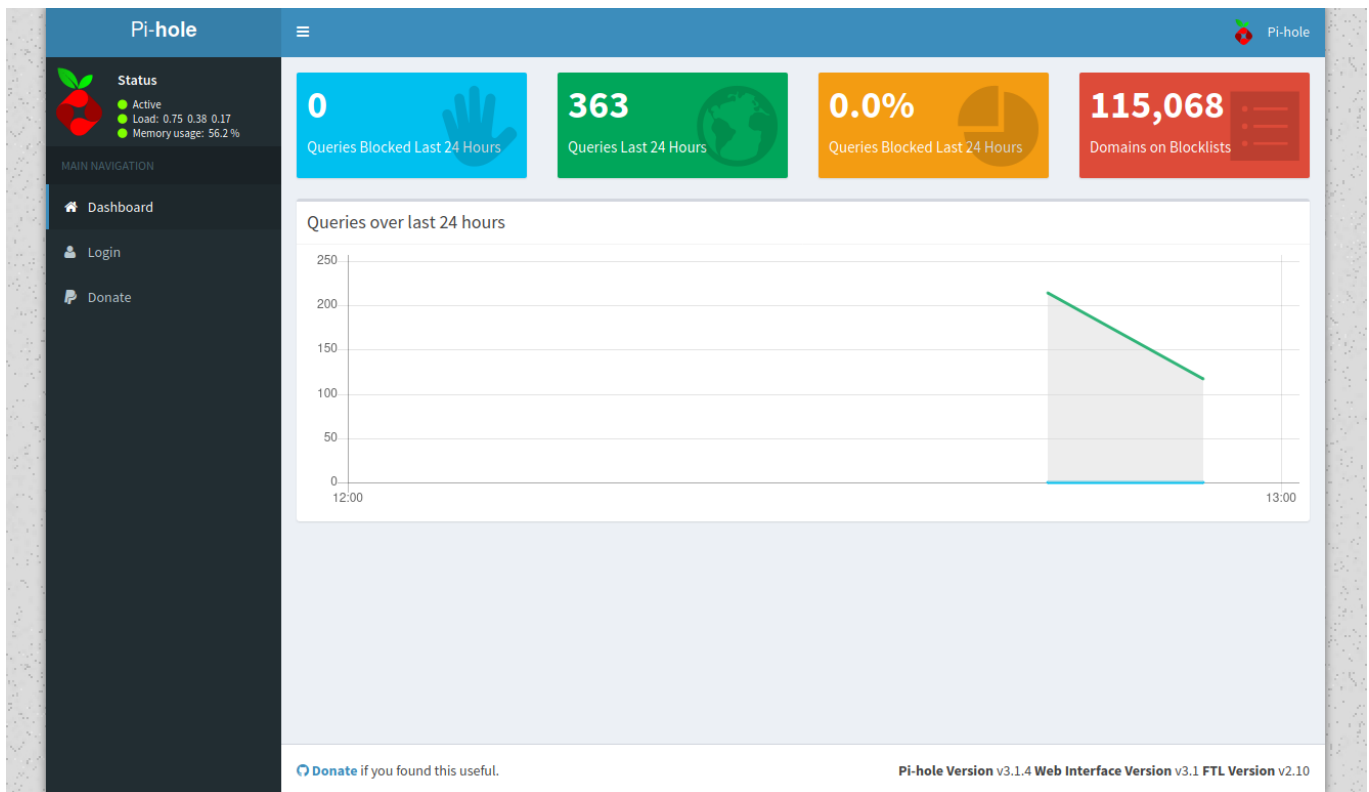 Pi-hole
Pi-hole
Status
Active
Load: 0.75 0.38 0.17
Memory usage: 56.2 %
MAIN NAVIGATION
Dashboard
Login
Donate
0
Queries Blocked Last 24 Hours
363
Queries Last 24 Hours
0.0%
Queries Blocked Last 24 Hours
115,068
Domains on Blocklists
Queries over last 24 hours
250
200
150
100
50
0
12:00
13:00
Donate if you found this useful.
Pi-hole Version v3.1.4 Web Interface Version v3.1 FTL Version v2.10